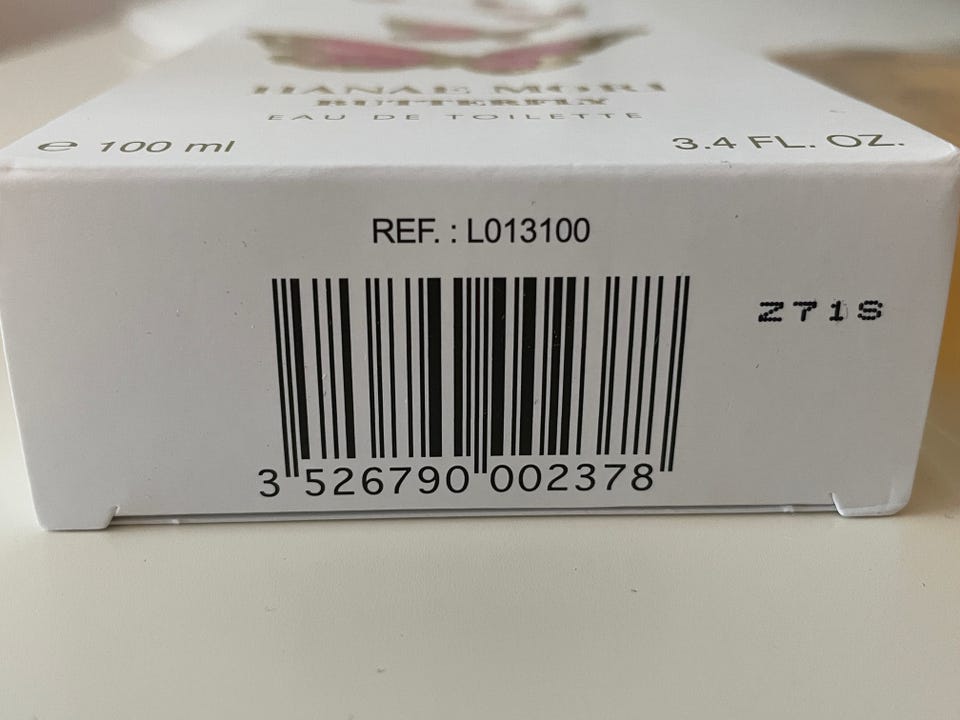 HANAE MORI
BUTTERFLY
EAU DE TOILETTE
e 100 ml
3.4 FL. OZ.
REF. : L013100
Z71S
3 526790 002378